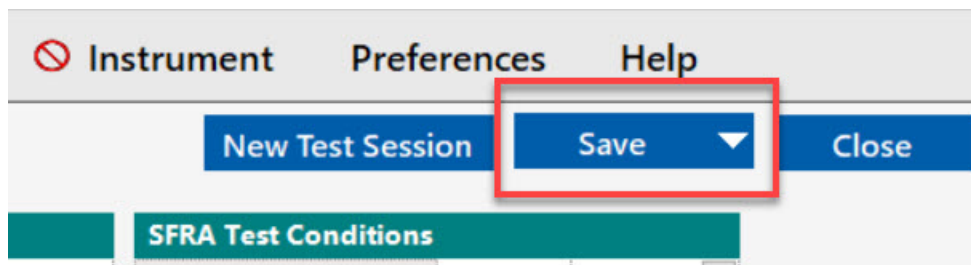 Instrument Preferences Help
New Test Session Save Close
SFRA Test Conditions